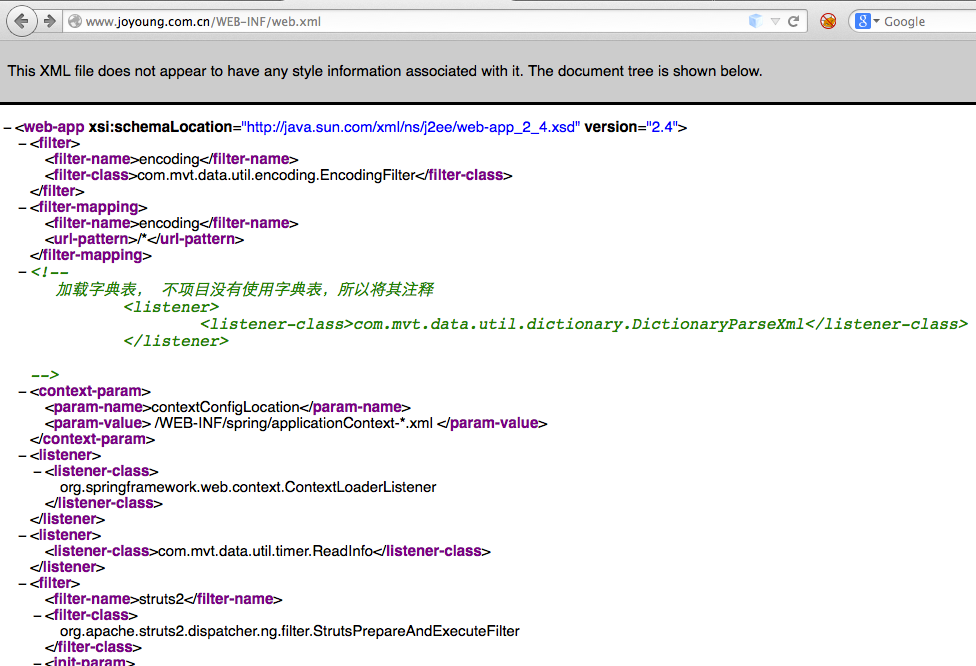 www.joyoung.com.cn/WEB-INF/web.xml
Google
This XML file does not appear to have any style information associated with it. The document tree is shown below.
– <web-app xsi:schemaLocation="http://java.sun.com/xml/ns/j2ee/web-app_2_4.xsd" version="2.4">
– <filter>
<filter-name>encoding</filter-name>
<filter-class>com.mvt.data.util.encoding.EncodingFilter</filter-class>
</filter>
– <filter-mapping>
<filter-name>encoding</filter-name>
<url-pattern>/*</url-pattern>
</filter-mapping>
– <!--
加载字典表， 不项目没有使用字典表，所以将其注释
<listener>
<listener-class>com.mvt.data.util.dictionary.DictionaryParseXml</listener-class>
</listener>
-->
– <context-param>
<param-name>contextConfigLocation</param-name>
<param-value> /WEB-INF/spring/applicationContext-*.xml </param-value>
</context-param>
– <listener>
– <listener-class>
org.springframework.web.context.ContextLoaderListener
</listener-class>
</listener>
– <listener>
<listener-class>com.mvt.data.util.timer.ReadInfo</listener-class>
</listener>
– <filter>
<filter-name>struts2</filter-name>
– <filter-class>
org.apache.struts2.dispatcher.ng.filter.StrutsPrepareAndExecuteFilter
</filter-class>
– <init-param>